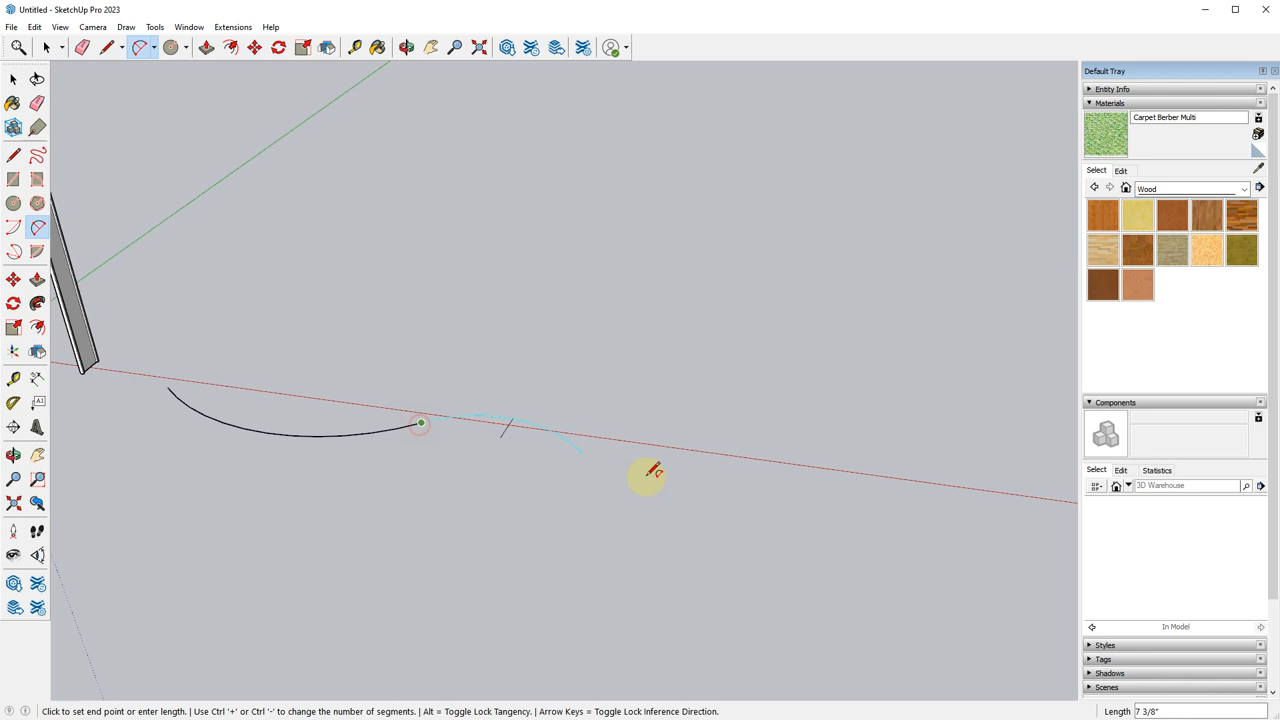 Untitled - SketchUp Pro 2023
File Edit View Camera Draw Tools Window Extensions Help
Default Tray
Entity Info
Materials
Carpet Berber Multi
Select Edit
Wood
Components
Select Edit Statistics
3D Warehouse
In Model
Styles
Tags
Shadows
Scenes
Click to set end point or enter length. | Use Ctrl '+' or Ctrl '-' to change the number of segments. | Alt = Toggle Lock Tangency. | Arrow Keys = Toggle Lock Inference Direction.
Length 7 3/8"